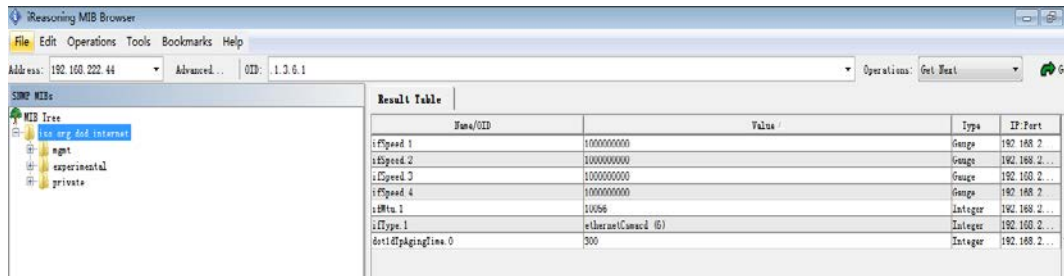 iReasoning MIB Browser
File Edit Operations Tools Bookmarks Help
Address: 192.168.222.44 Advanced... OID: .1.3.6.1 Operations: Get Next G
SNMP MIBs
MIB Tree
iso.org.dod.internet
mgmt
experimental
private
Result Table
Name/OID Value Type IP:Port
ifSpeed.1 1000000000 Gauge 192.168.2...
ifSpeed.2 1000000000 Gauge 192.168.2...
ifSpeed.3 1000000000 Gauge 192.168.2...
ifSpeed.4 1000000000 Gauge 192.168.2...
ifMtu.1 10056 Integer 192.168.2...
ifType.1 ethernetCsmacd (6) Integer 192.168.2...
dot1dTpAgingTime.0 300 Integer 192.168.2...